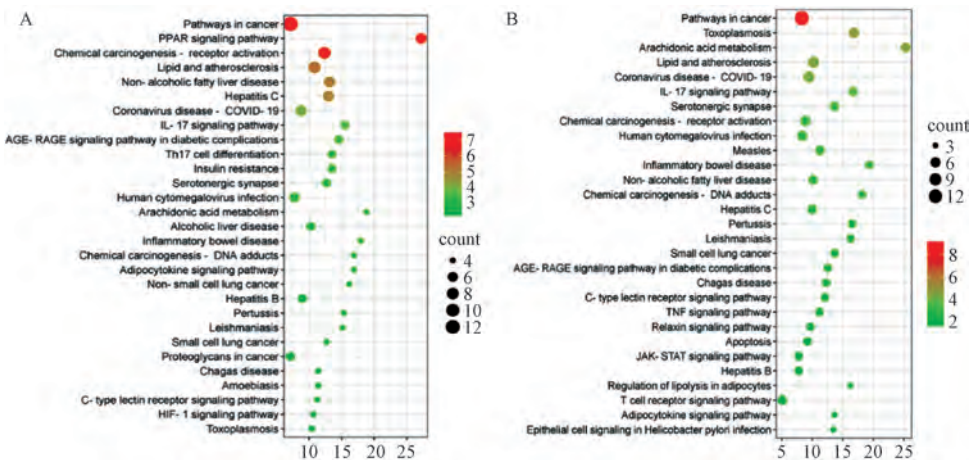 A
Pathways in cancer
PPAR signaling pathway
Chemical carcinogenesis - receptor activation
Lipid and atherosclerosis
Non- alcoholic fatty liver disease
Hepatitis C
Coronavirus disease - COVID- 19
IL- 17 signaling pathway
AGE- RAGE signaling pathway in diabetic complications
Th17 cell differentiation
Insulin resistance
Serotonergic synapse
Human cytomegalovirus infection
Arachidonic acid metabolism
Alcoholic liver disease
Inflammatory bowel disease
Chemical carcinogenesis - DNA adducts
Adipocytokine signaling pathway
Non- small cell lung cancer
Hepatitis B
Pertussis
Leishmaniasis
Small cell lung cancer
Proteoglycans in cancer
Chagas disease
Amoebiasis
C- type lectin receptor signaling pathway
HIF- 1 signaling pathway
Toxoplasmosis
10 15 20 25
7
6
5
4
3
count
4
6
8
10
12
B
Pathways in cancer
Toxoplasmosis
Arachidonic acid metabolism
Lipid and atherosclerosis
Coronavirus disease - COVID- 19
IL- 17 signaling pathway
Serotonergic synapse
Chemical carcinogenesis - receptor activation
Human cytomegalovirus infection
Measles
Inflammatory bowel disease
Non- alcoholic fatty liver disease
Chemical carcinogenesis - DNA adducts
Hepatitis C
Pertussis
Leishmaniasis
Small cell lung cancer
AGE- RAGE signaling pathway in diabetic complications
Chagas disease
C- type lectin receptor signaling pathway
TNF signaling pathway
Relaxin signaling pathway
Apoptosis
JAK- STAT signaling pathway
Hepatitis B
Regulation of lipolysis in adipocytes
T cell receptor signaling pathway
Adipocytokine signaling pathway
Epithelial cell signaling in Helicobacter pylori infection
5 10 15 20 25
count
3
6
9
12
8
6
4
2